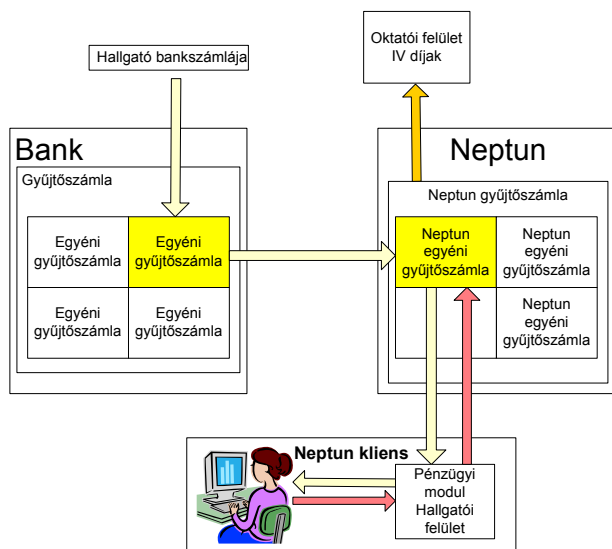 Hallgató bankszámlája
Oktatói felület
IV díjak
Bank
Gyűjtőszámla
Egyéni
gyűjtőszámla
Egyéni
gyűjtőszámla
Egyéni
gyűjtőszámla
Egyéni
gyűjtőszámla
Neptun
Neptun gyűjtőszámla
Neptun
egyéni
gyűjtőszámla
Neptun
egyéni
gyűjtőszámla
Neptun
egyéni
gyűjtőszámla
Neptun kliens
Pénzügyi
modul
Hallgatói
felület